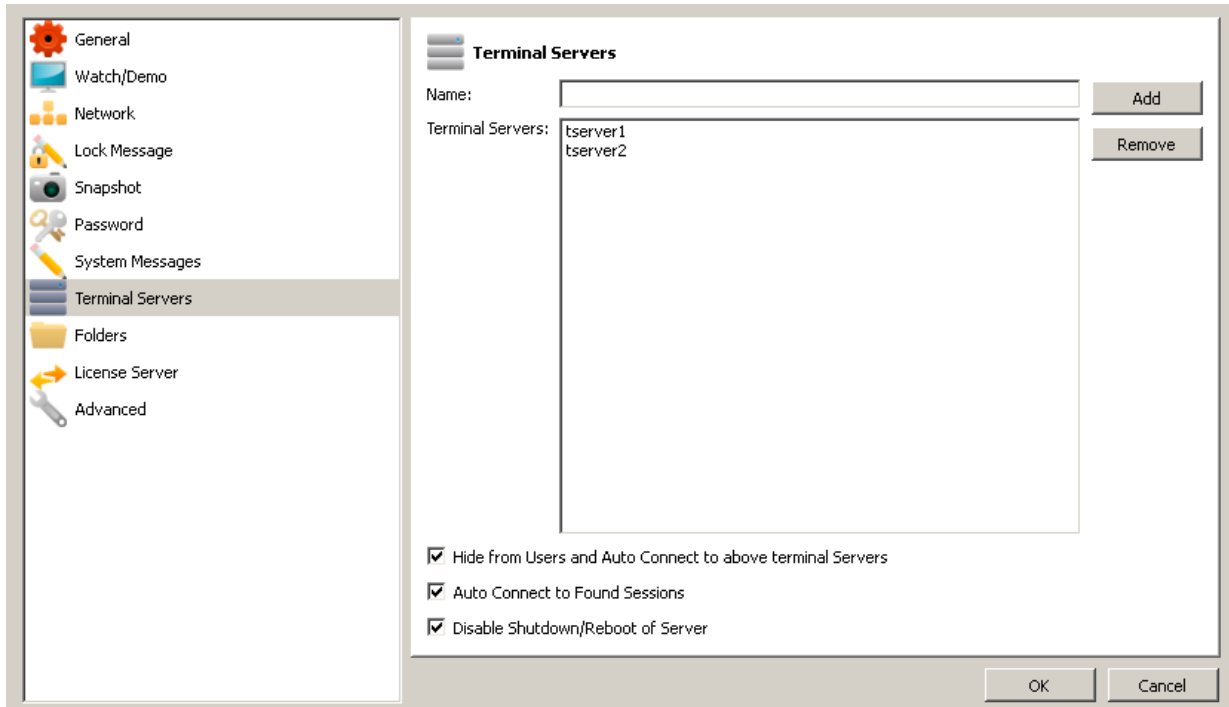 General
Watch/Demo
Network
Lock Message
Snapshot
Password
System Messages
Terminal Servers
Folders
License Server
Advanced
Terminal Servers
Name:
Add
Terminal Servers:
tserver1
tserver2
Remove
Hide from Users and Auto Connect to above terminal Servers
Auto Connect to Found Sessions
Disable Shutdown/Reboot of Server
OK
Cancel